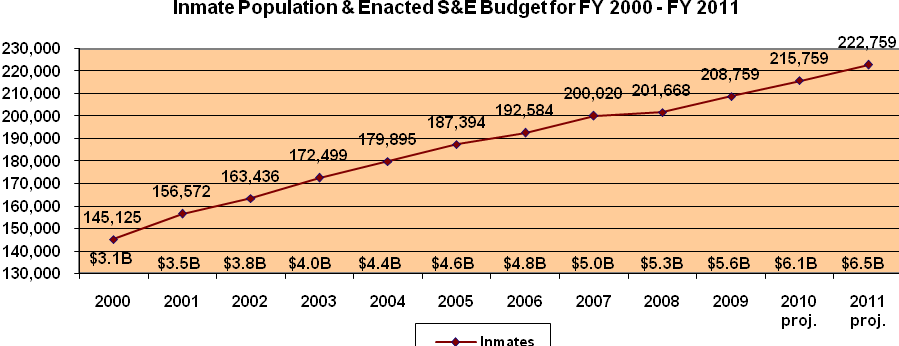 Inmate Population & Enacted S&E Budget for FY 2000 - FY 2011
230,000
220,000
210,000
200,000
190,000
180,000
170,000
160,000
150,000
140,000
130,000
145,125
156,572
163,436
172,499
179,895
187,394
192,584
200,020
201,668
208,759
215,759
222,759
$3.1B
$3.5B
$3.8B
$4.0B
$4.4B
$4.6B
$4.8B
$5.0B
$5.3B
$5.6B
$6.1B
$6.5B
2000
2001
2002
2003
2004
2005
2006
2007
2008
2009
2010
proj.
2011
proj.
Inmates